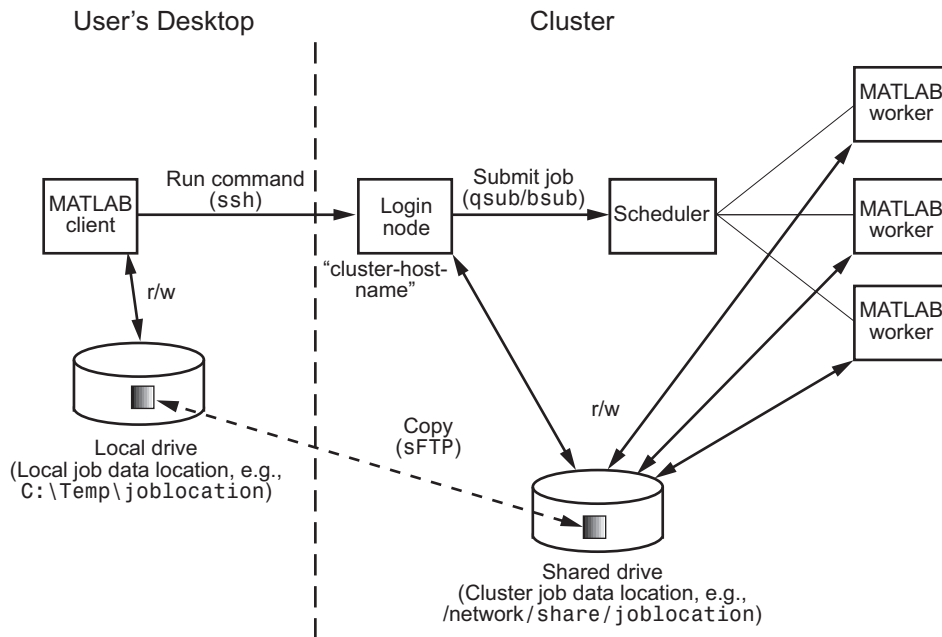 User's Desktop
Cluster
MATLAB
worker
Run command
(ssh)
Submit job
(qsub/bsub)
MATLAB
client
Login
node
Scheduler
MATLAB
worker
"cluster-host-
name"
r/w
MATLAB
worker
r/w
Copy
(sFTP)
Local drive
(Local job data location, e.g.,
C:\Temp\joblocation)
Shared drive
(Cluster job data location, e.g.,
/network/share/joblocation)